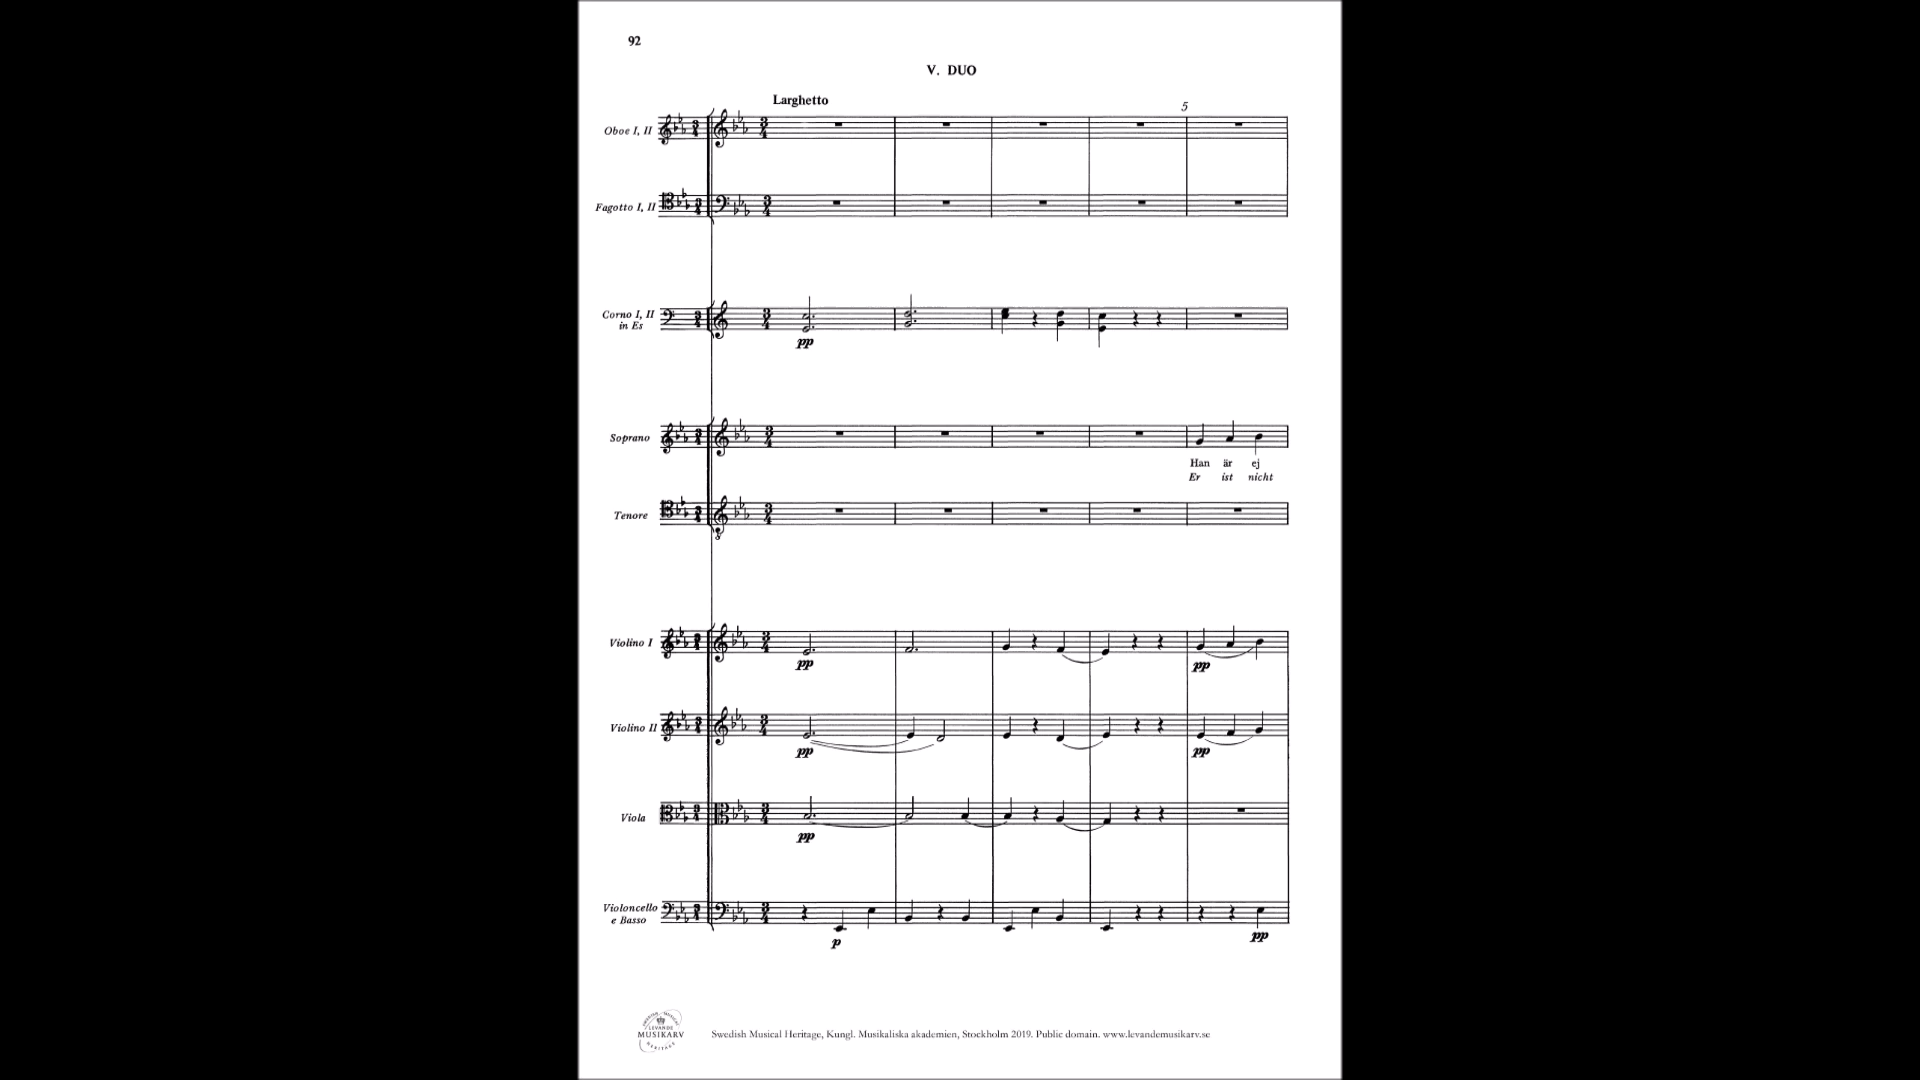 92
V. DUO
Larghetto
5
Oboe I, II
Fagotto I, II
Corno I, II
in Es
pp
Soprano
Han är ej
Er ist nicht
Tenore
Violino I
pp pp
Violino II
pp pp
Viola
pp
Violoncello
e Basso
p pp
LEVANDE
MUSIKARV
Swedish Musical Heritage, Kungl. Musikaliska akademien, Stockholm 2019. Public domain. www.levandemusikarv.se